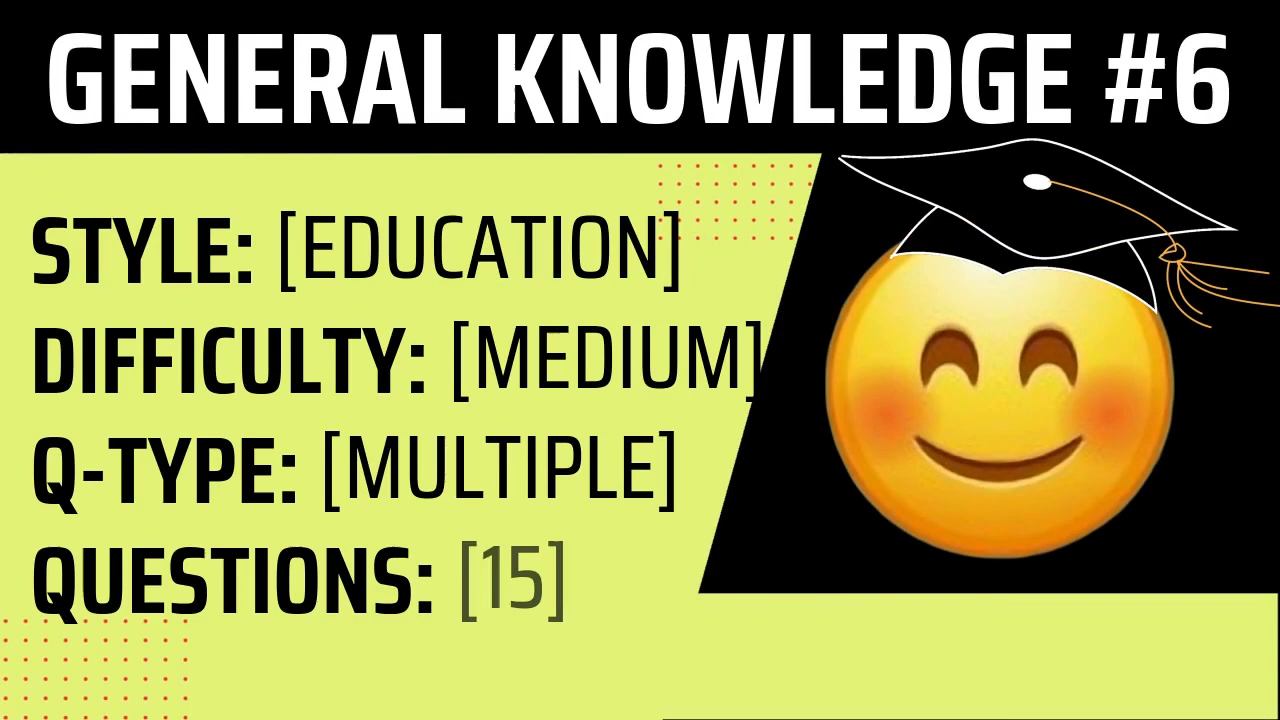 GENERAL KNOWLEDGE #6
STYLE: [EDUCATION]
DIFFICULTY: [MEDIUM]
Q-TYPE: [MULTIPLE]
QUESTIONS: [15]